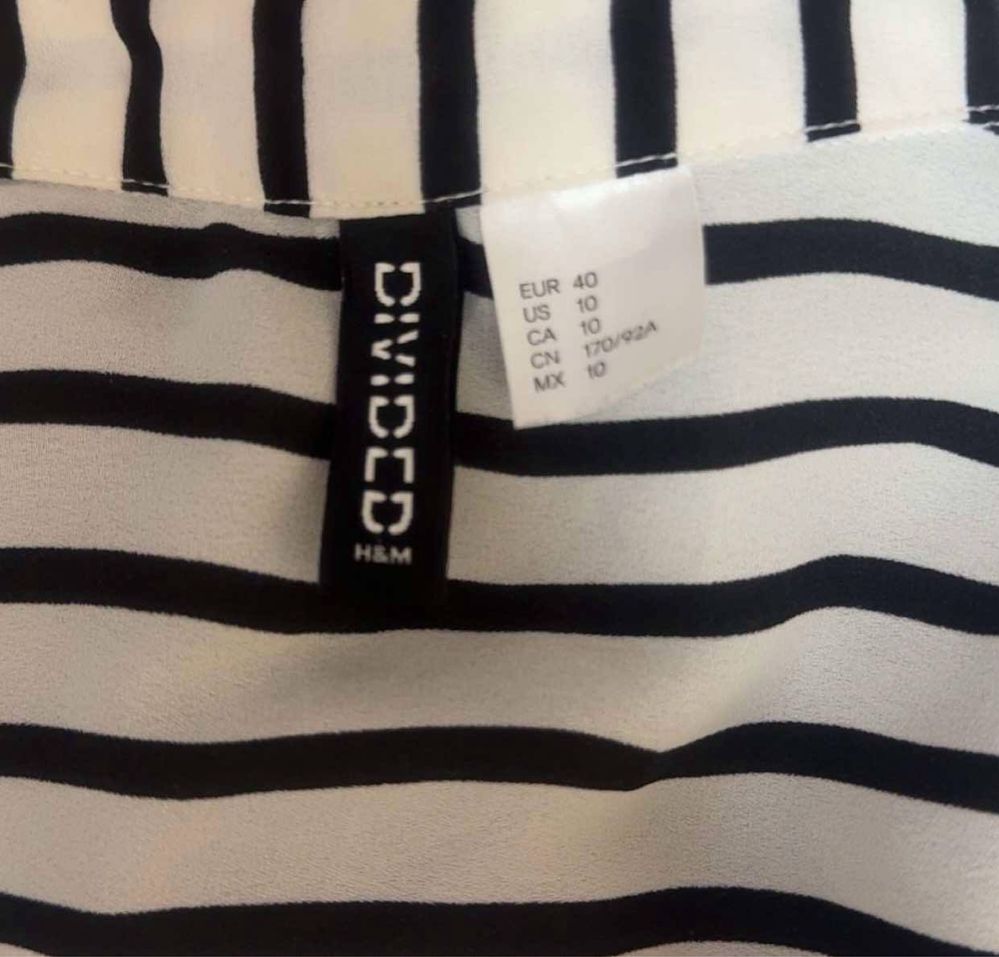 DIVIDED
H&M
EUR 40
US 10
CA 10
CN 170/92A
MX 10